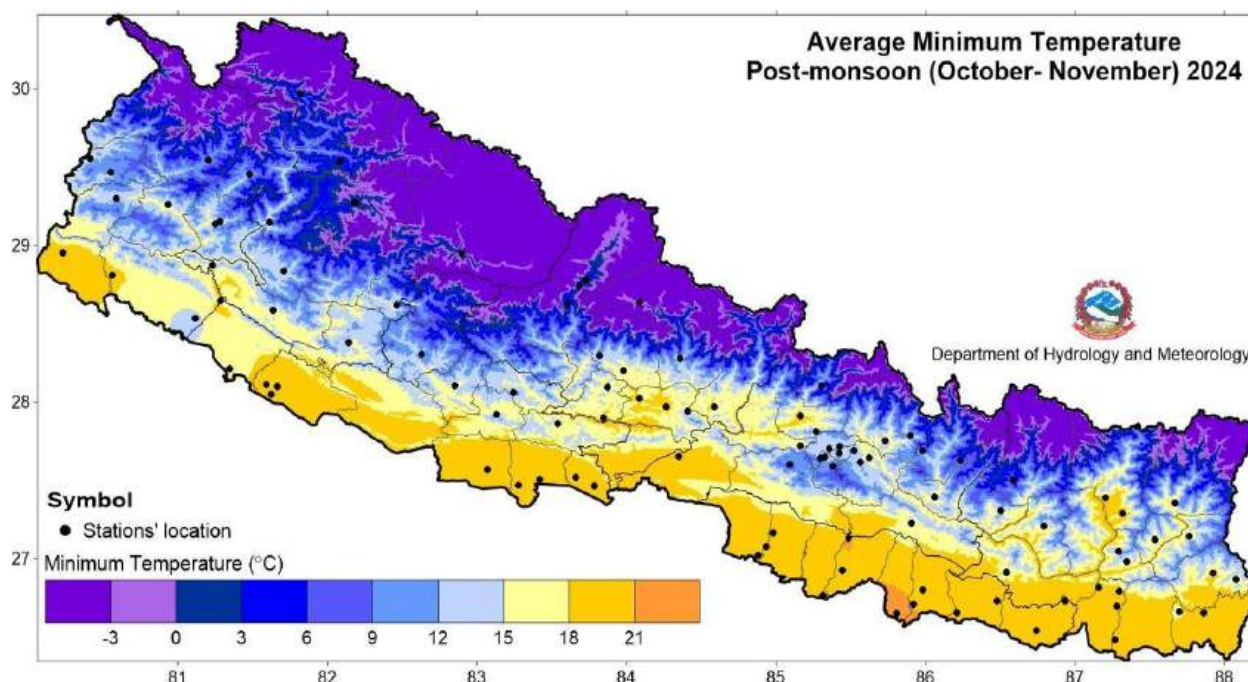 Average Minimum Temperature
Post-monsoon (October- November) 2024
30
29
28
27
Department of Hydrology and Meteorology
Symbol
Stations' location
Minimum Temperature (°C)
-3 0 3 6 9 12 15 18 21
81 82 83 84 85 86 87 88